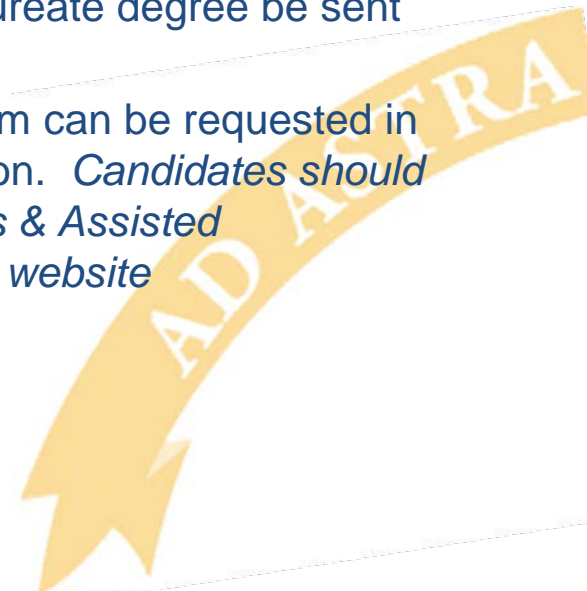 ureate degree be sent
m can be requested in
on. Candidates should
s & Assisted
website
AD ASTRA